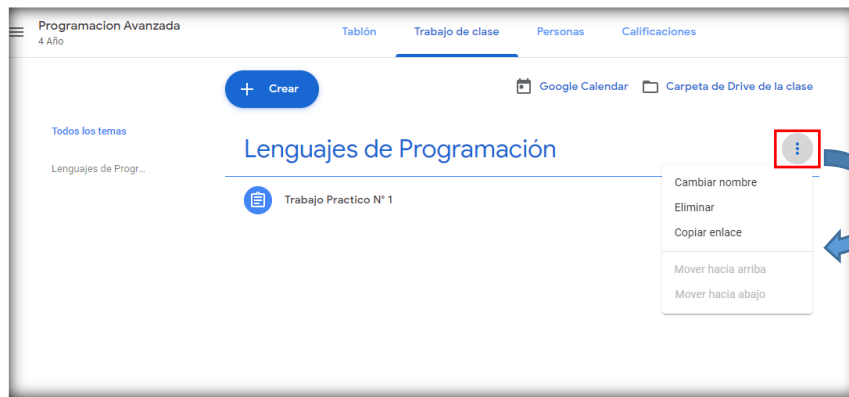 Programacion Avanzada
4 Año
Tablón Trabajo de clase Personas Calificaciones
Crear
Google Calendar Carpeta de Drive de la clase
Todos los temas
Lenguajes de Progr...
Lenguajes de Programación
Trabajo Practico N° 1
Cambiar nombre
Eliminar
Copiar enlace
Mover hacia arriba
Mover hacia abajo